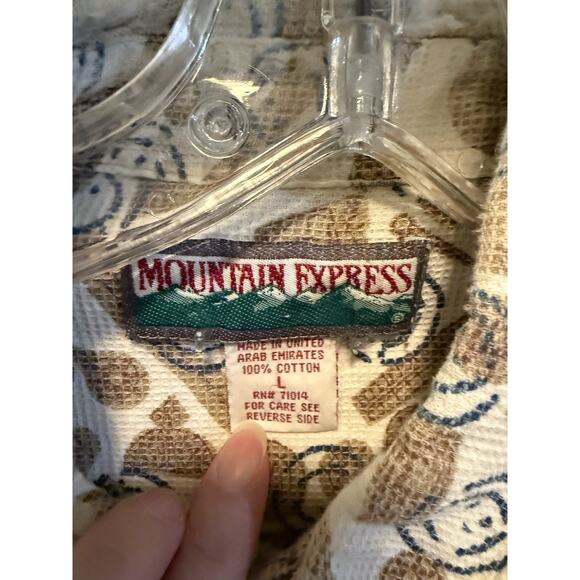 MOUNTAIN EXPRESS
®
MADE IN UNITED
ARAB EMIRATES
100% COTTON
L
RN# 71014
FOR CARE SEE
REVERSE SIDE